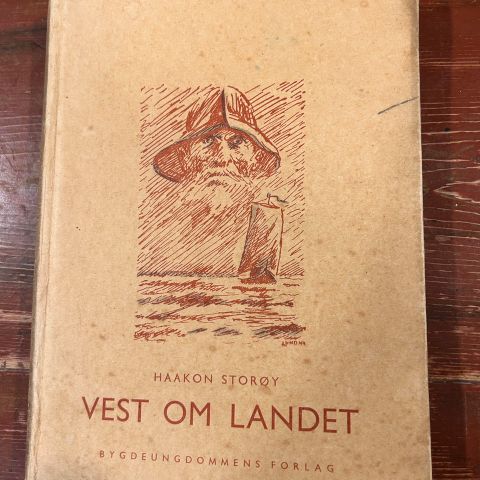 HAAKON STORØY
VEST OM LANDET
BYGDEUNGDOMMENS FORLAG